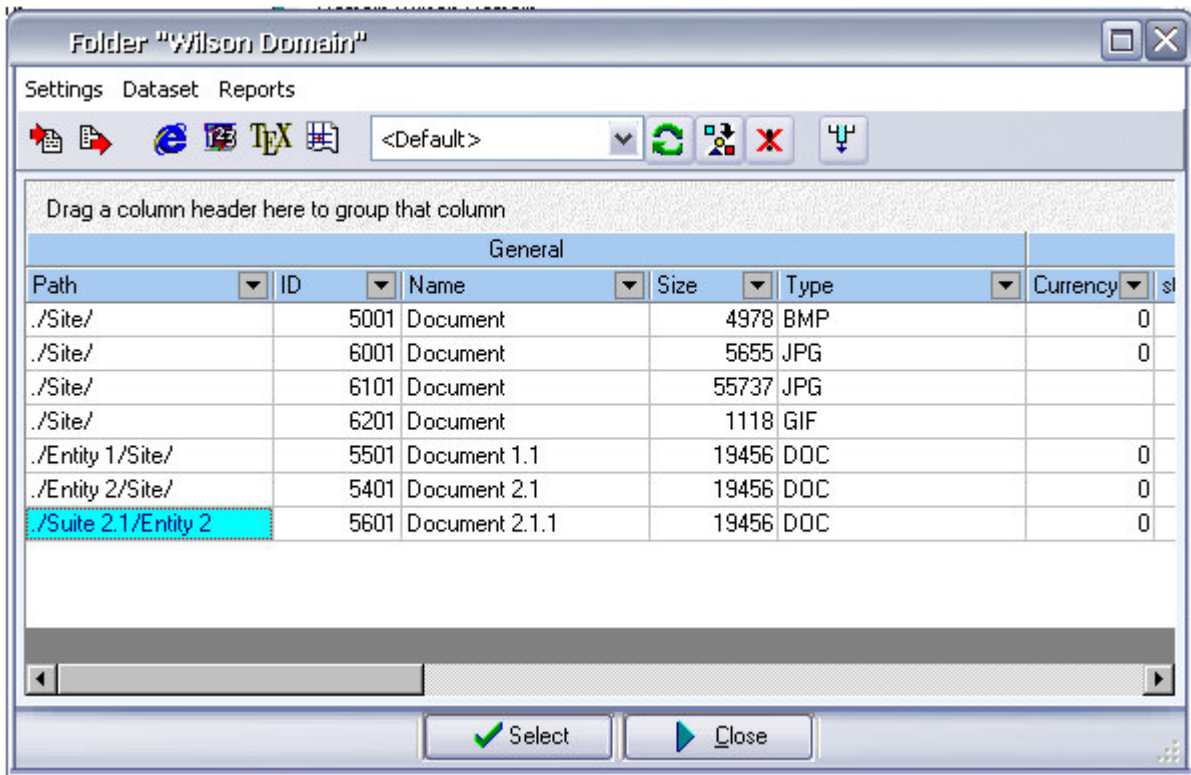 Folder "Wilson Domain"
Settings Dataset Reports
123 TEX <Default>
Drag a column header here to group that column
General
Path ID Name Size Type Currency
./Site/ 5001 Document 4978 BMP 0
./Site/ 6001 Document 5655 JPG 0
./Site/ 6101 Document 55737 JPG
./Site/ 6201 Document 1118 GIF
./Entity 1/Site/ 5501 Document 1.1 19456 DOC 0
./Entity 2/Site/ 5401 Document 2.1 19456 DOC 0
./Suite 2.1/Entity 2 5601 Document 2.1.1 19456 DOC 0
Select Close